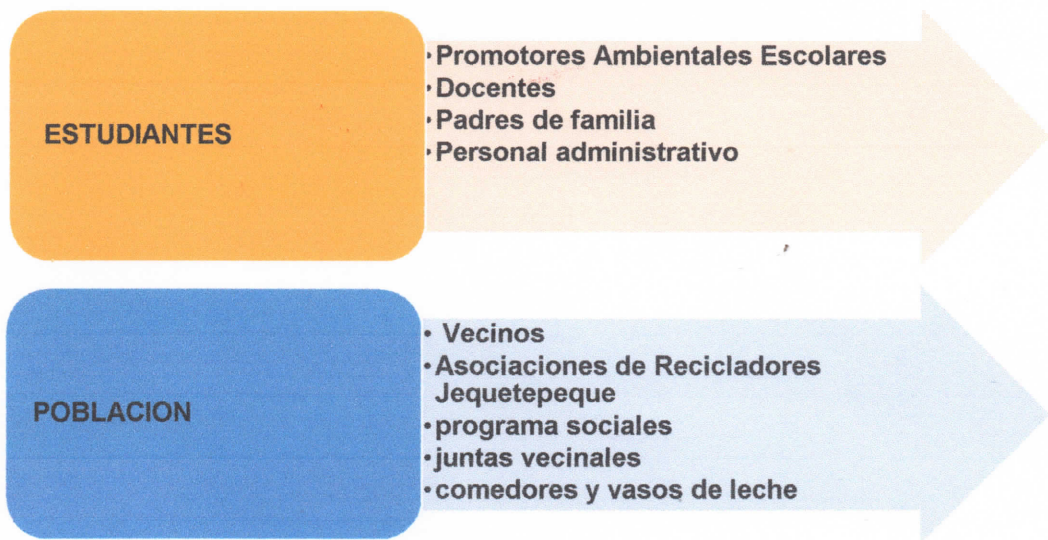 ESTUDIANTES
·Promotores Ambientales Escolares
·Docentes
·Padres de familia
·Personal administrativo
POBLACION
· Vecinos
·Asociaciones de Recicladores
Jequetepeque
·programa sociales
·juntas vecinales
·comedores y vasos de leche